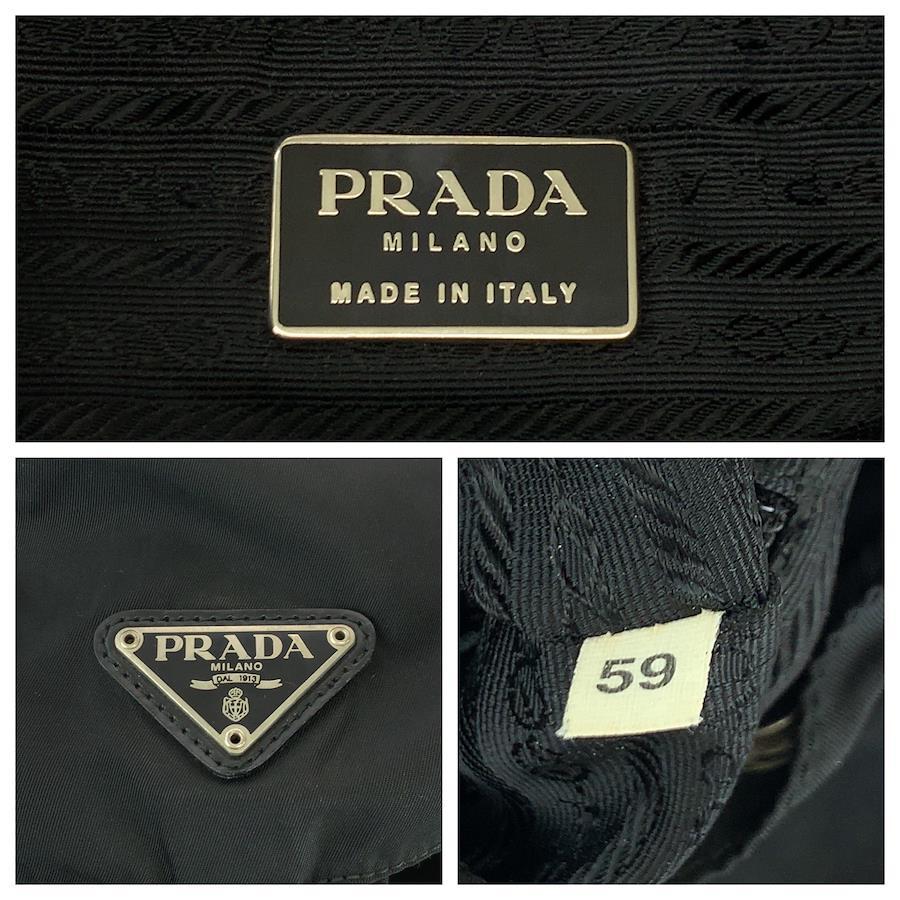 PRADA
MILANO
MADE IN ITALY
PRADA
MILANO
DAL 1913
59